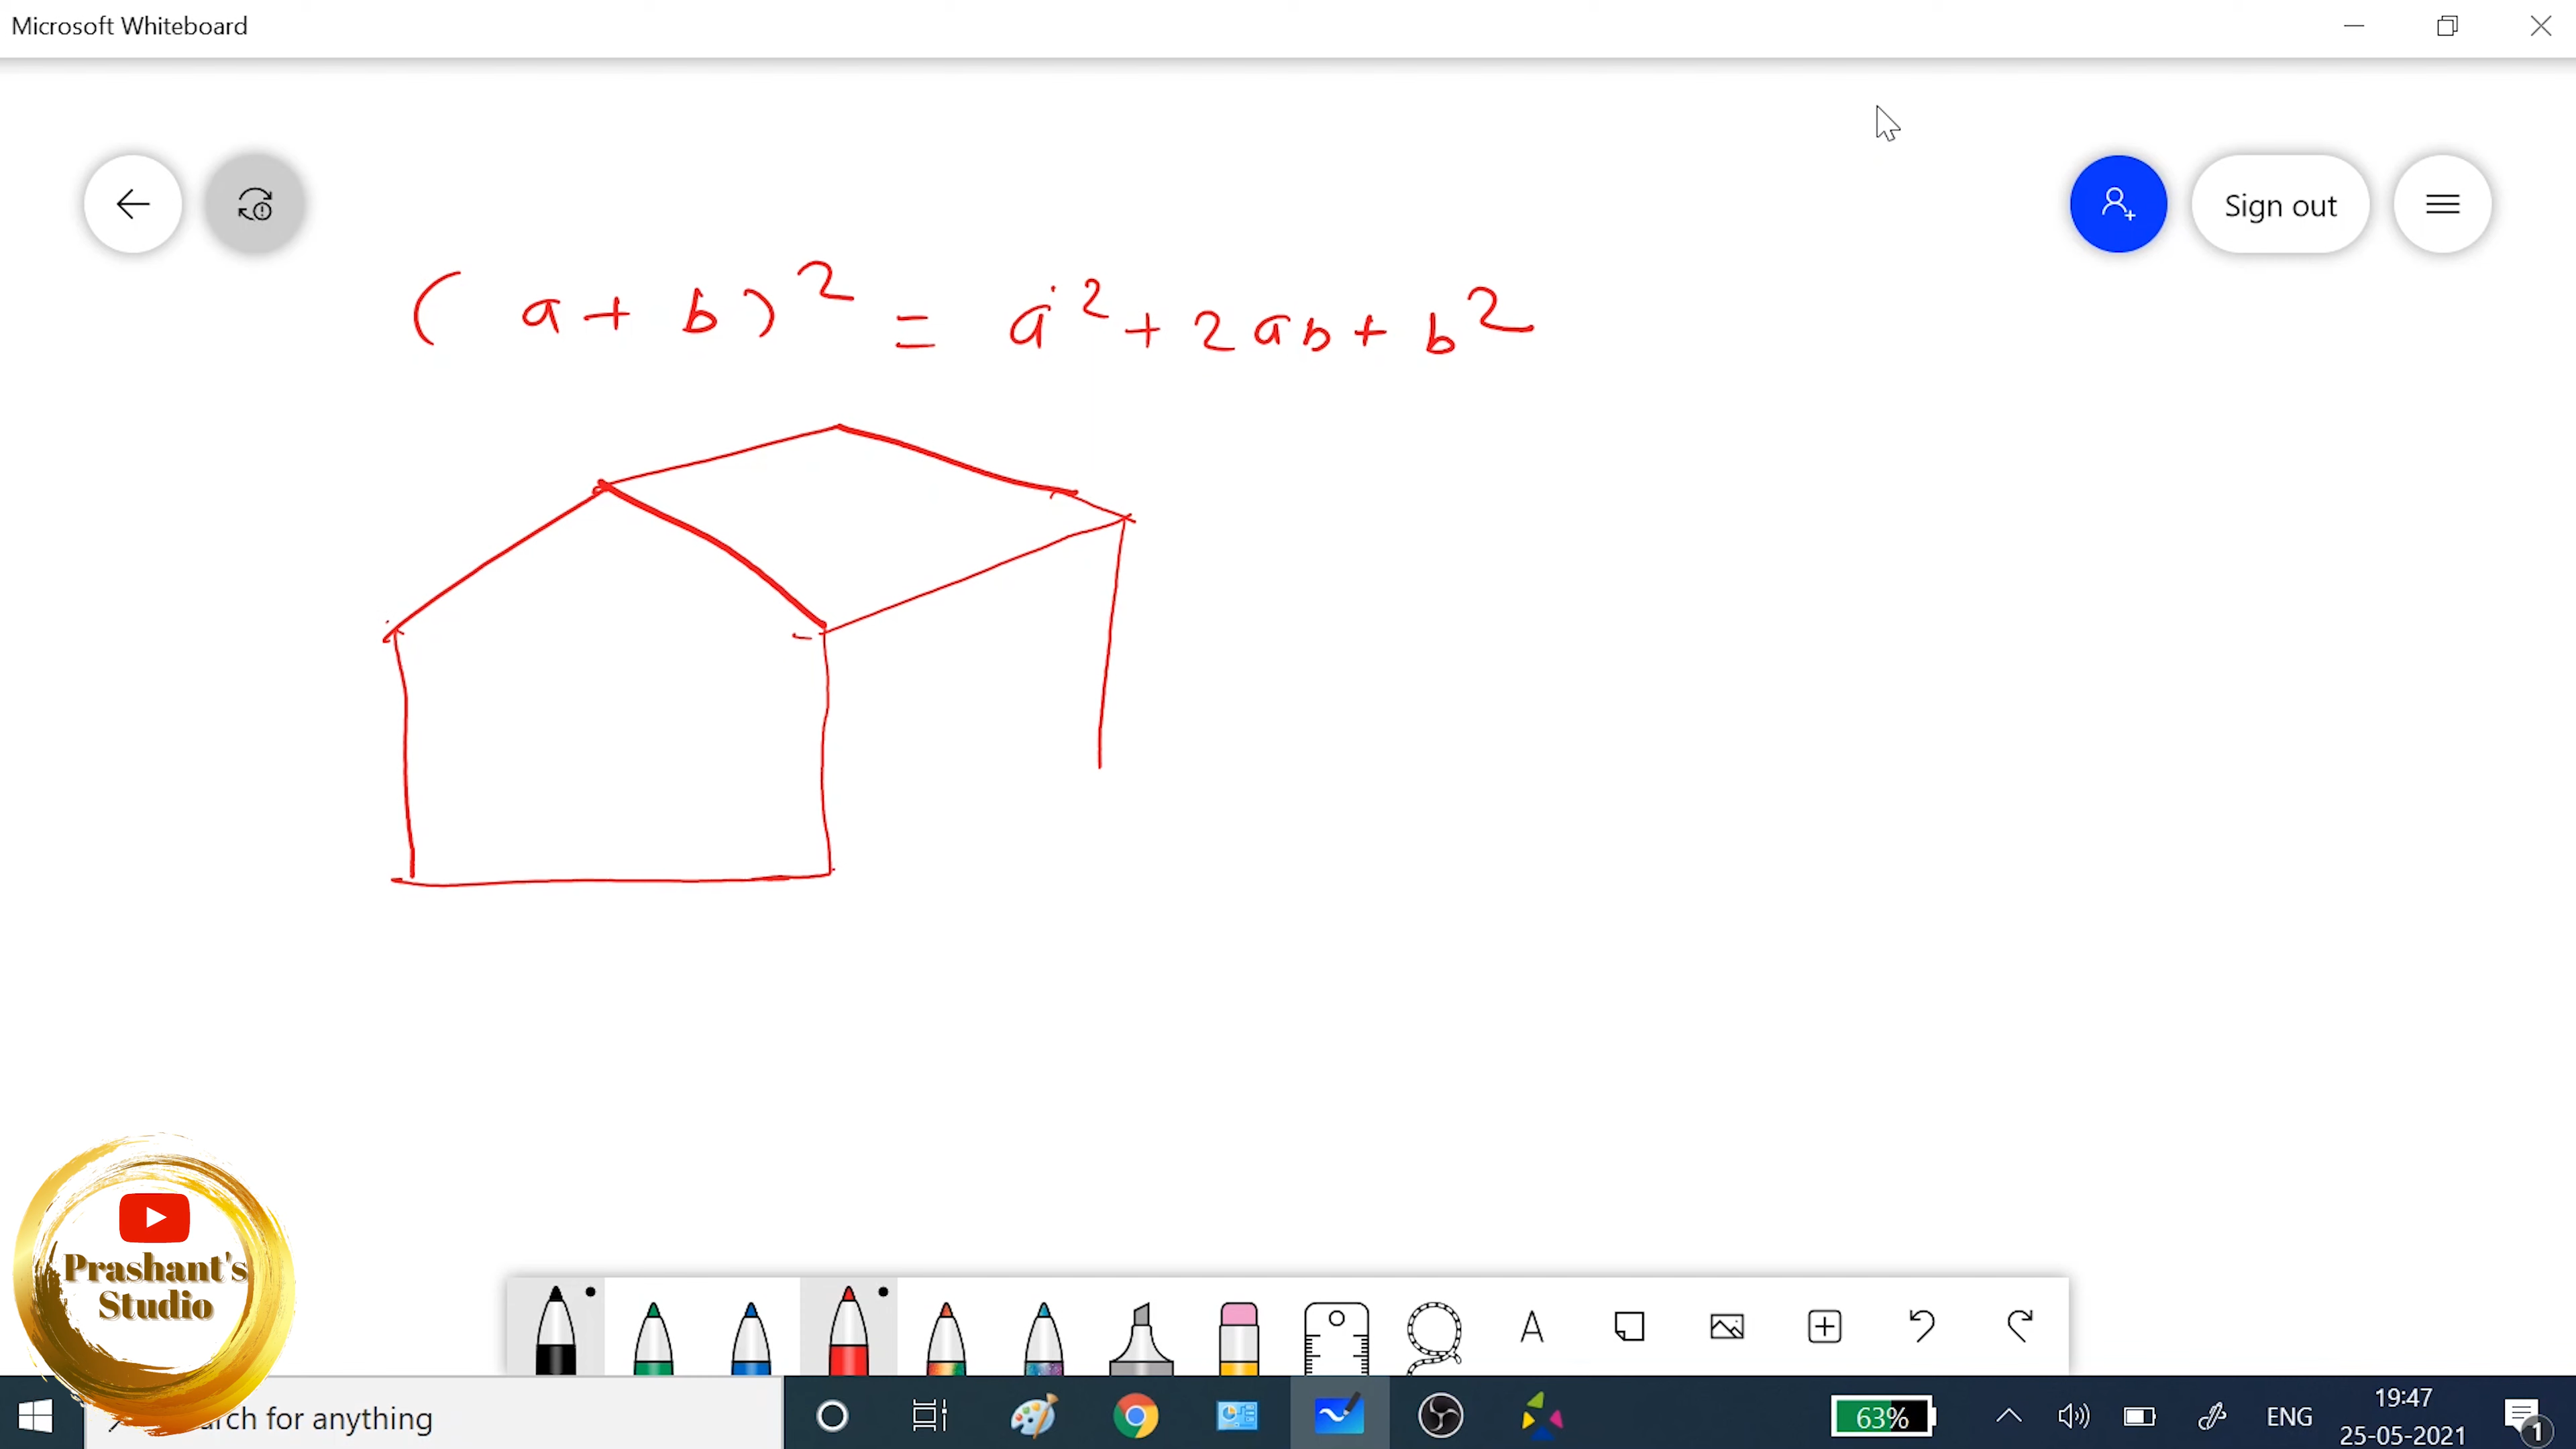 Microsoft Whiteboard
Sign out
( a + b )² = a² + 2ab + b²
Prashant's
Studio
A
arch for anything
63%
ENG
19:47
25-05-2021
1